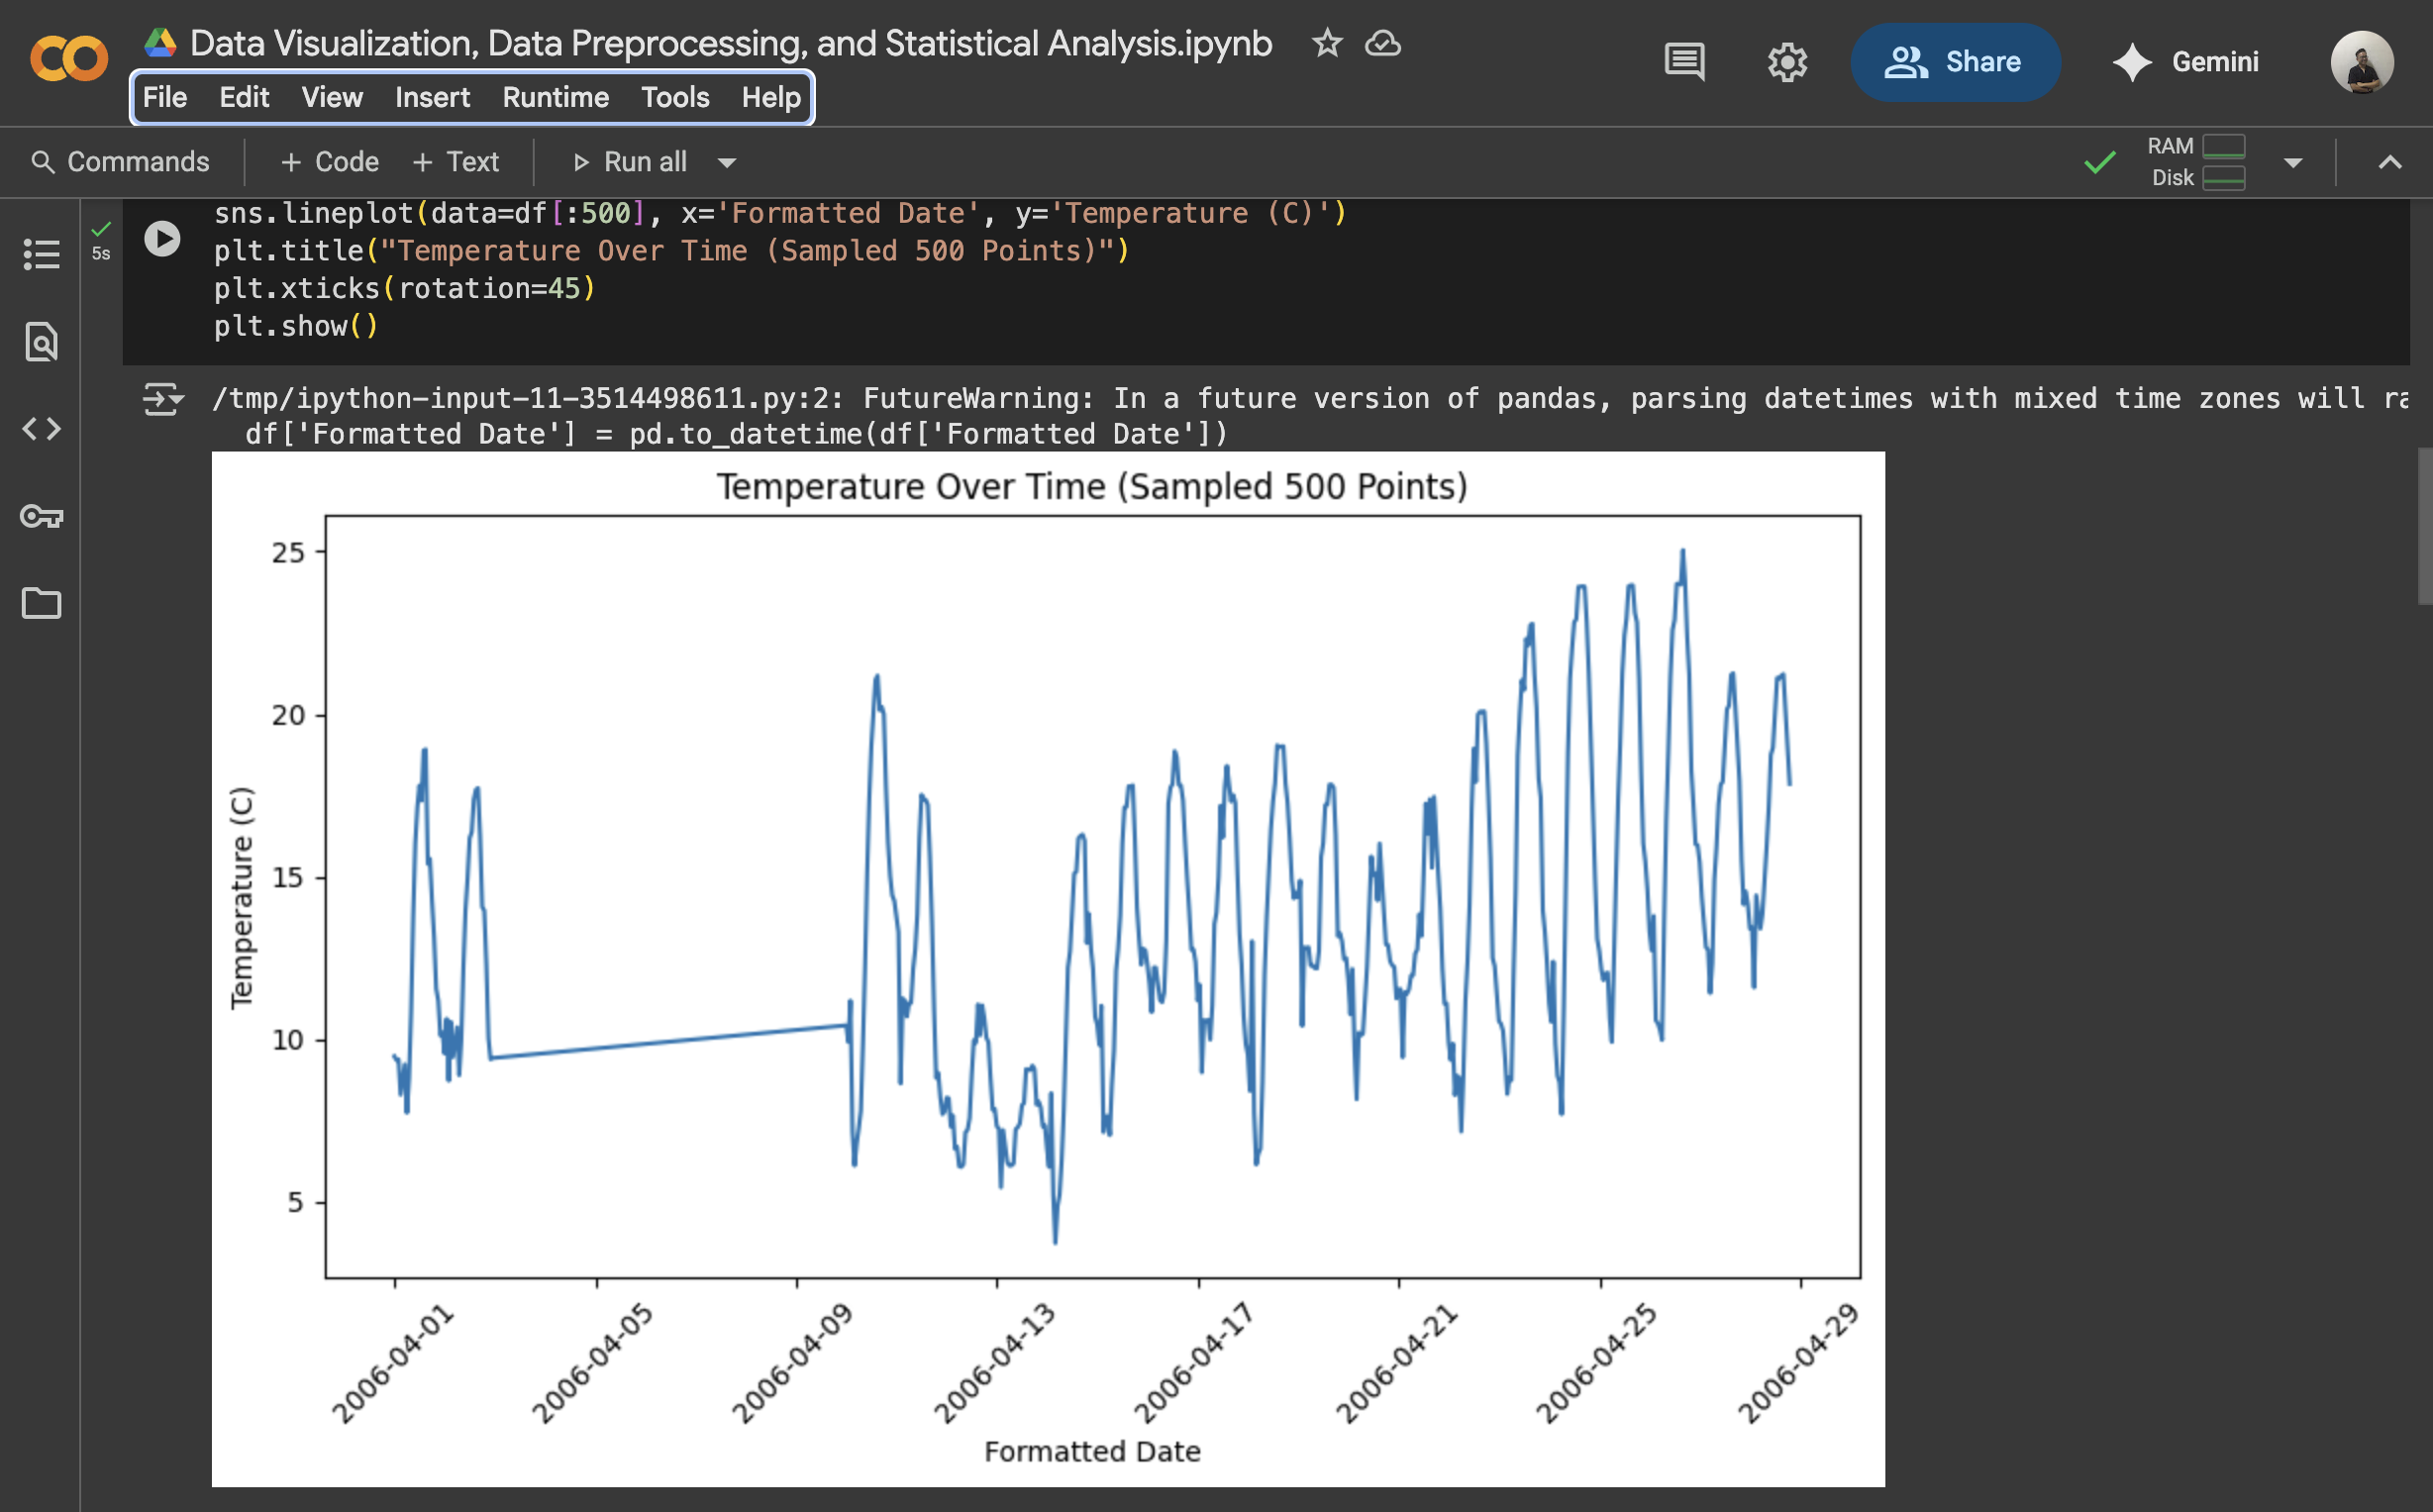 Data Visualization, Data Preprocessing, and Statistical Analysis.ipynb
File Edit View Insert Runtime Tools Help
Share
Gemini
Commands + Code + Text Run all
RAM
Disk
5s
sns.lineplot(data=df[:500], x='Formatted Date', y='Temperature (C)')
plt.title("Temperature Over Time (Sampled 500 Points)")
plt.xticks(rotation=45)
plt.show()
/tmp/ipython-input-11-3514498611.py:2: FutureWarning: In a future version of pandas, parsing datetimes with mixed time zones will ra
df['Formatted Date'] = pd.to_datetime(df['Formatted Date'])
Temperature Over Time (Sampled 500 Points)
Temperature (C)
25
20
15
10
5
2006-04-01
2006-04-05
2006-04-09
2006-04-13
2006-04-17
2006-04-21
2006-04-25
2006-04-29
Formatted Date